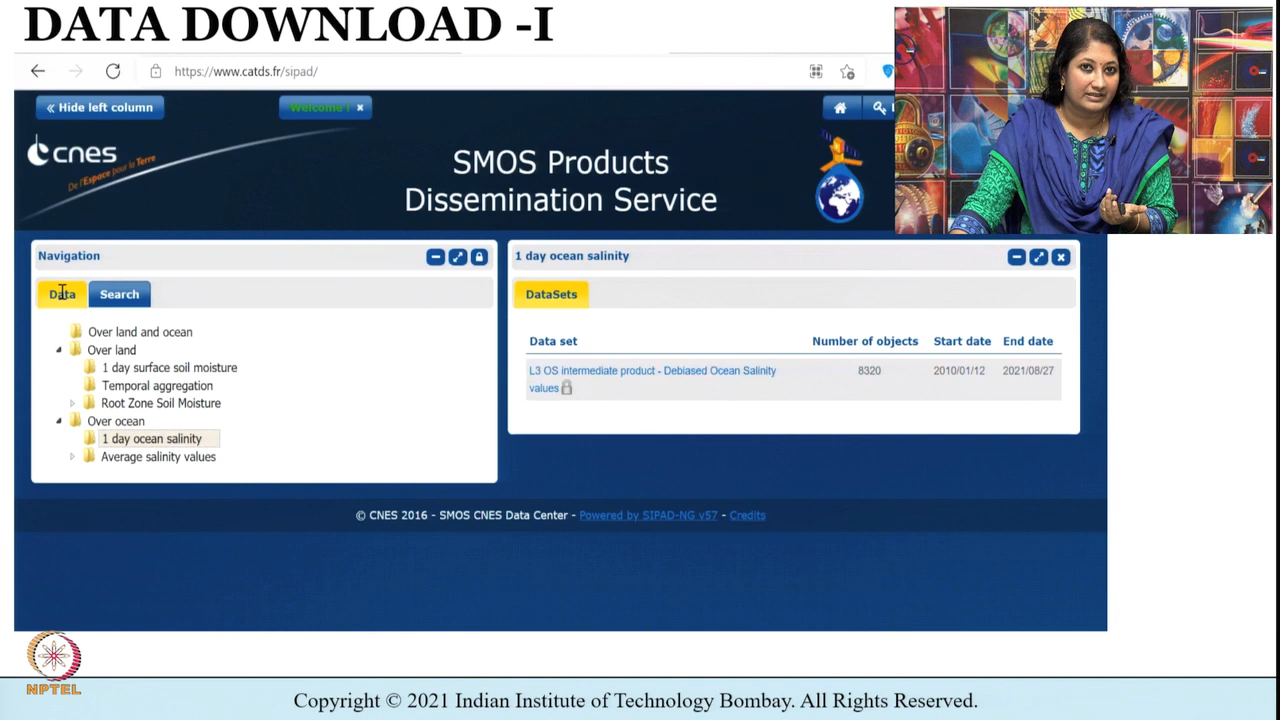 DATA DOWNLOAD -I
https://www.catds.fr/sipad/
« Hide left column
Welcome !
cnes
De l'Espace pour la Terre
SMOS Products
Dissemination Service
Navigation
Data
Search
Over land and ocean
Over land
1 day surface soil moisture
Temporal aggregation
Root Zone Soil Moisture
Over ocean
1 day ocean salinity
Average salinity values
1 day ocean salinity
DataSets
Data set Number of objects Start date End date
L3 OS intermediate product - Debiased Ocean Salinity 8320 2010/01/12 2021/08/27
values
© CNES 2016 - SMOS CNES Data Center - Powered by SIPAD-NG v57 - Credits
NPTEL
Copyright © 2021 Indian Institute of Technology Bombay. All Rights Reserved.